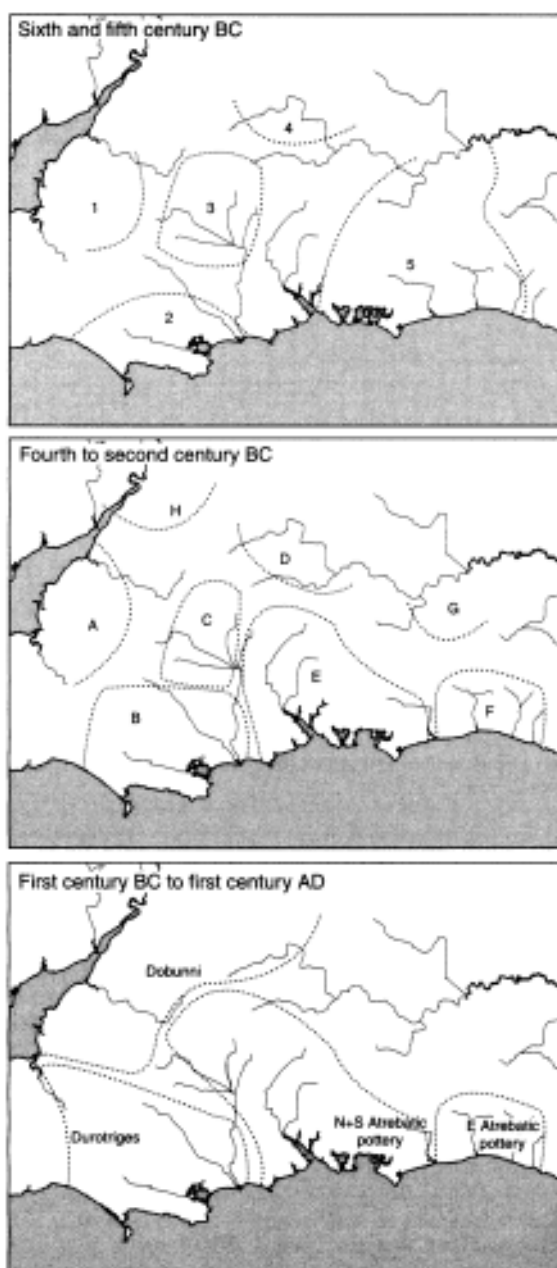 Sixth and fifth century BC
4
1
3
5
2
Fourth to second century BC
H
D
A
C
G
E
B
F
First century BC to first century AD
Dobunni
Durotriges
N+S Atrebatic
pottery
E Atrebatic
pottery